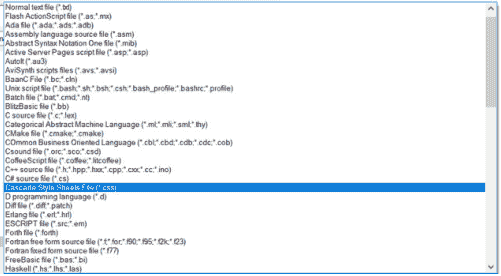 Normal text file (*.txt)
Flash ActionScript file (*.as;*.mx)
Ada file (*.ada;*.ads;*.adb)
Assembly language source file (*.asm)
Abstract Syntax Notation One file (*.mib)
Active Server Pages script file (*.asp;*.asp)
AutoIt (*.au3)
AviSynth scripts files (*.avs;*.avsi)
BaanC File (*.bc;*.cln)
Unix script file (*.bash;*.sh;*.bsh;*.csh;*.bash_profile;*.bashrc;*.profile)
Batch file (*.bat;*.cmd;*.nt)
BlitzBasic file (*.bb)
C source file (*.c;*.lex)
Categorical Abstract Machine Language (*.ml;*.mli;*.sml;*.thy)
CMake file (*.cmake;*.cmake)
COmmon Business Oriented Language (*.cbl;*.cbd;*.cdb;*.cdc;*.cob)
Csound file (*.orc;*.sco;*.csd)
CoffeeScript file (*.coffee;*.litcoffee)
C++ source file (*.h;*.hpp;*.hxx;*.cpp;*.cxx;*.cc;*.ino)
C# source file (*.cs)
Cascade Style Sheets File (*.css)
D programming language (*.d)
Diff file (*.diff;*.patch)
Erlang file (*.erl;*.hrl)
ESCRIPT file (*.src;*.em)
Forth file (*.forth)
Fortran free form source file (*.f;*.for;*.f90;*.f95;*.f2k;*.f23)
Fortran fixed form source file (*.f77)
FreeBasic file (*.bas;*.bi)
Haskell (*.hs;*.lhs;*.las)